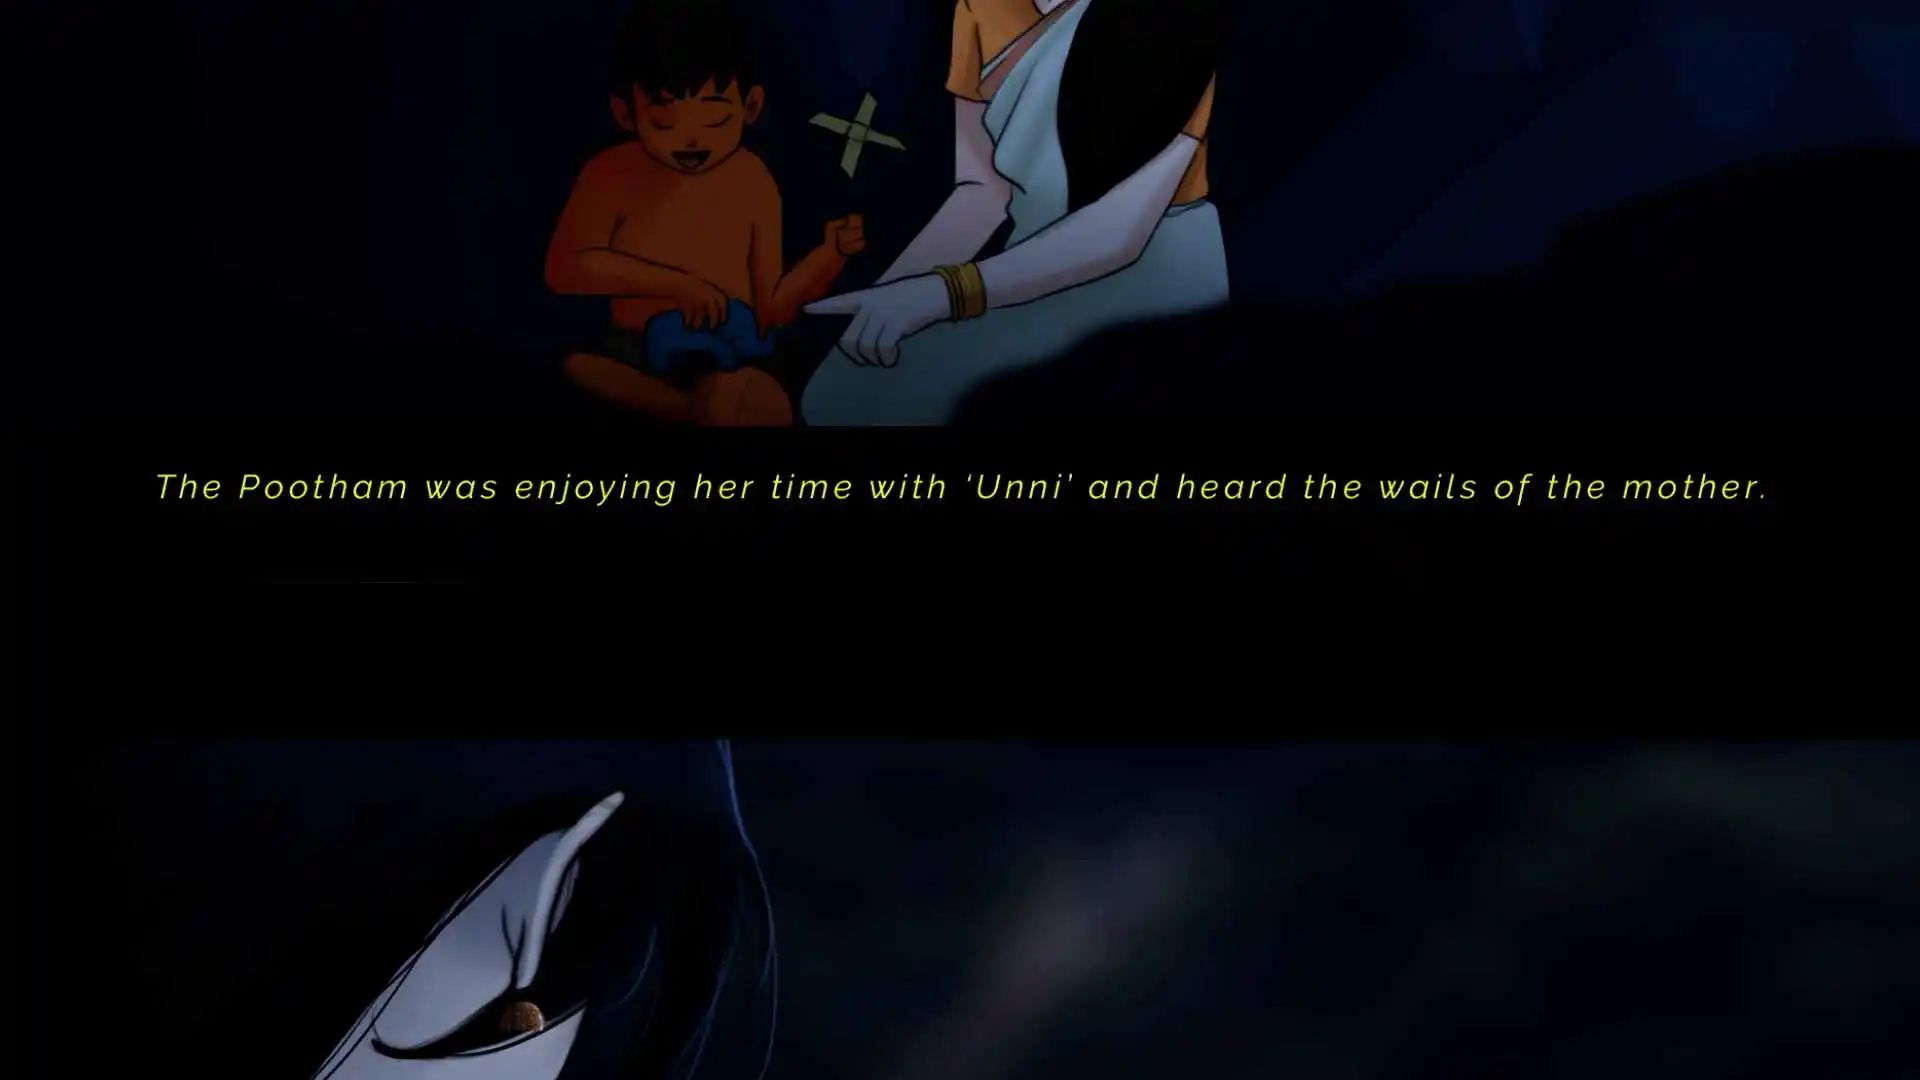 The Pootham was enjoying her time with ‘Unni’ and heard the wails of the mother.